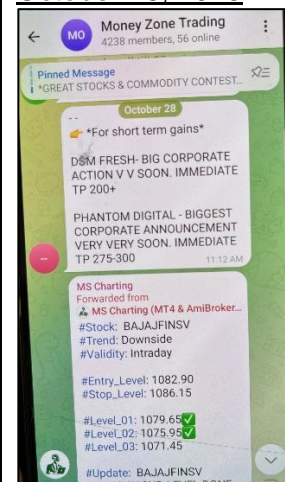 MO
Money Zone Trading
4238 members, 56 online
Pinned Message
*GREAT STOCKS & COMMODITY CONTEST...
October 28
--
👉 *For short term gains*
DSM FRESH- BIG CORPORATE
ACTION V V SOON. IMMEDIATE
TP 200+
PHANTOM DIGITAL - BIGGEST
CORPORATE ANNOUNCEMENT
VERY VERY SOON. IMMEDIATE
TP 275-300
11:12 AM
MS Charting
Forwarded from
MS Charting (MT4 & AmiBroker...
#Stock: BAJAJFINSV
#Trend: Downside
#Validity: Intraday
#Entry_Level: 1082.90
#Stop_Level: 1086.15
#Level_01: 1079.65✅
#Level_02: 1075.95✅
#Level_03: 1071.45
#Update: BAJAJFINSV